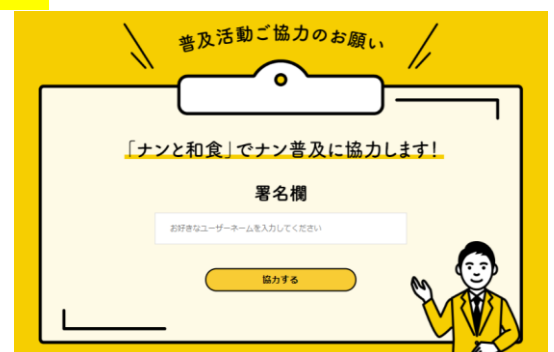 普及活動ご協力のお願い
「ナンと和食」でナン普及に協力します！
署名欄
お好きなユーザーネームを入力してください
協力する